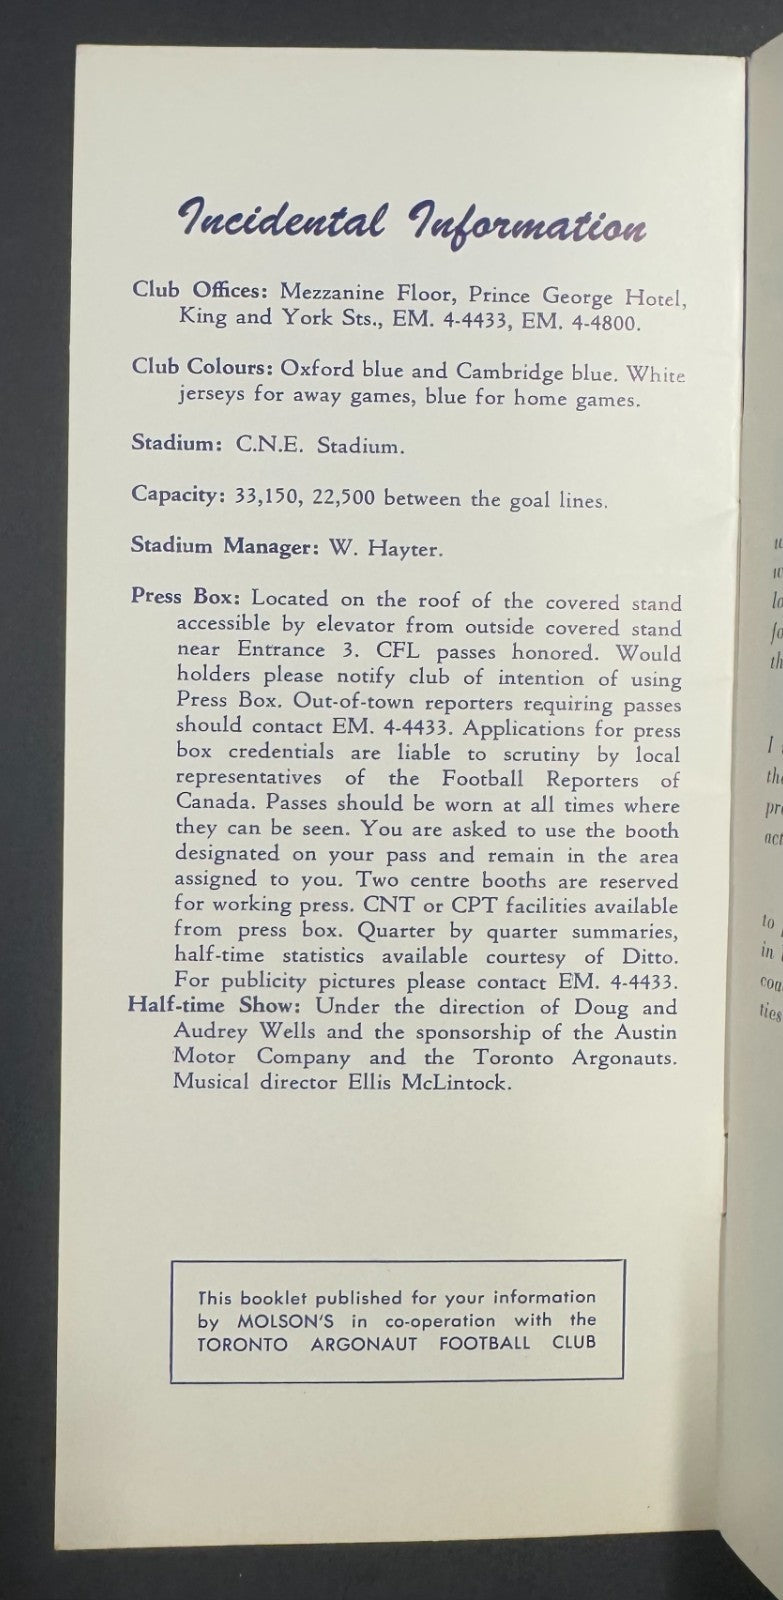 Incidental Information
Club Offices: Mezzanine Floor, Prince George Hotel,
King and York Sts., EM. 4-4433, EM. 4-4800.
Club Colours: Oxford blue and Cambridge blue. White
jerseys for away games, blue for home games.
Stadium: C.N.E. Stadium.
Capacity: 33,150, 22,500 between the goal lines.
Stadium Manager: W. Hayter.
Press Box: Located on the roof of the covered stand
accessible by elevator from outside covered stand
near Entrance 3. CFL passes honored. Would
holders please notify club of intention of using
Press Box. Out-of-town reporters requiring passes
should contact EM. 4-4433. Applications for press
box credentials are liable to scrutiny by local
representatives of the Football Reporters of
Canada. Passes should be worn at all times where
they can be seen. You are asked to use the booth
designated on your pass and remain in the area
assigned to you. Two centre booths are reserved
for working press. CNT or CPT facilities available
from press box. Quarter by quarter summaries,
half-time statistics available courtesy of Ditto.
For publicity pictures please contact EM. 4-4433.
Half-time Show: Under the direction of Doug and
Audrey Wells and the sponsorship of the Austin
Motor Company and the Toronto Argonauts.
Musical director Ellis McLintock.
This booklet published for your information
by MOLSON'S in co-operation with the
TORONTO ARGONAUT FOOTBALL CLUB